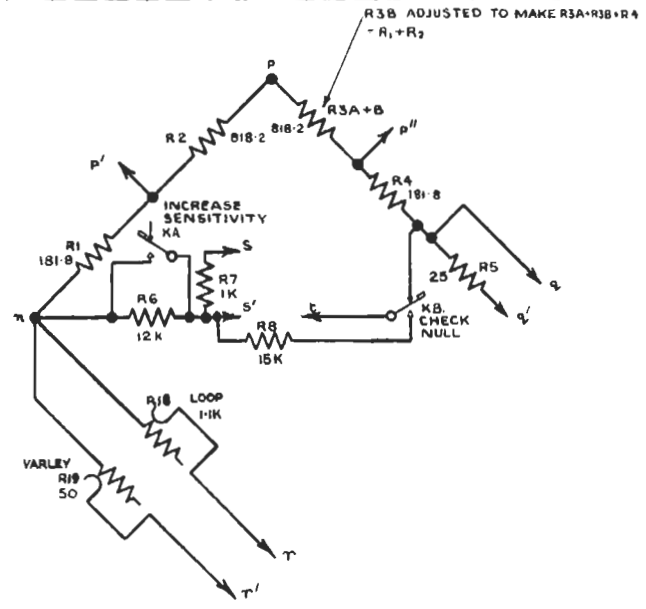 R3B ADJUSTED TO MAKE R3A+R3B+R4
- R1+R2
P
R3A+B
R2
818·2
818·2
P''
P'
R4
181·8
INCREASE
SENSITIVITY
KA
R1
181·8
S
R7
1K
25
R5
q
n
R6
12K
S'
t
KB.
CHECK
NULL
q'
R8
15K
R18
LOOP
1·1K
VARLEY
R19
50
r
r'